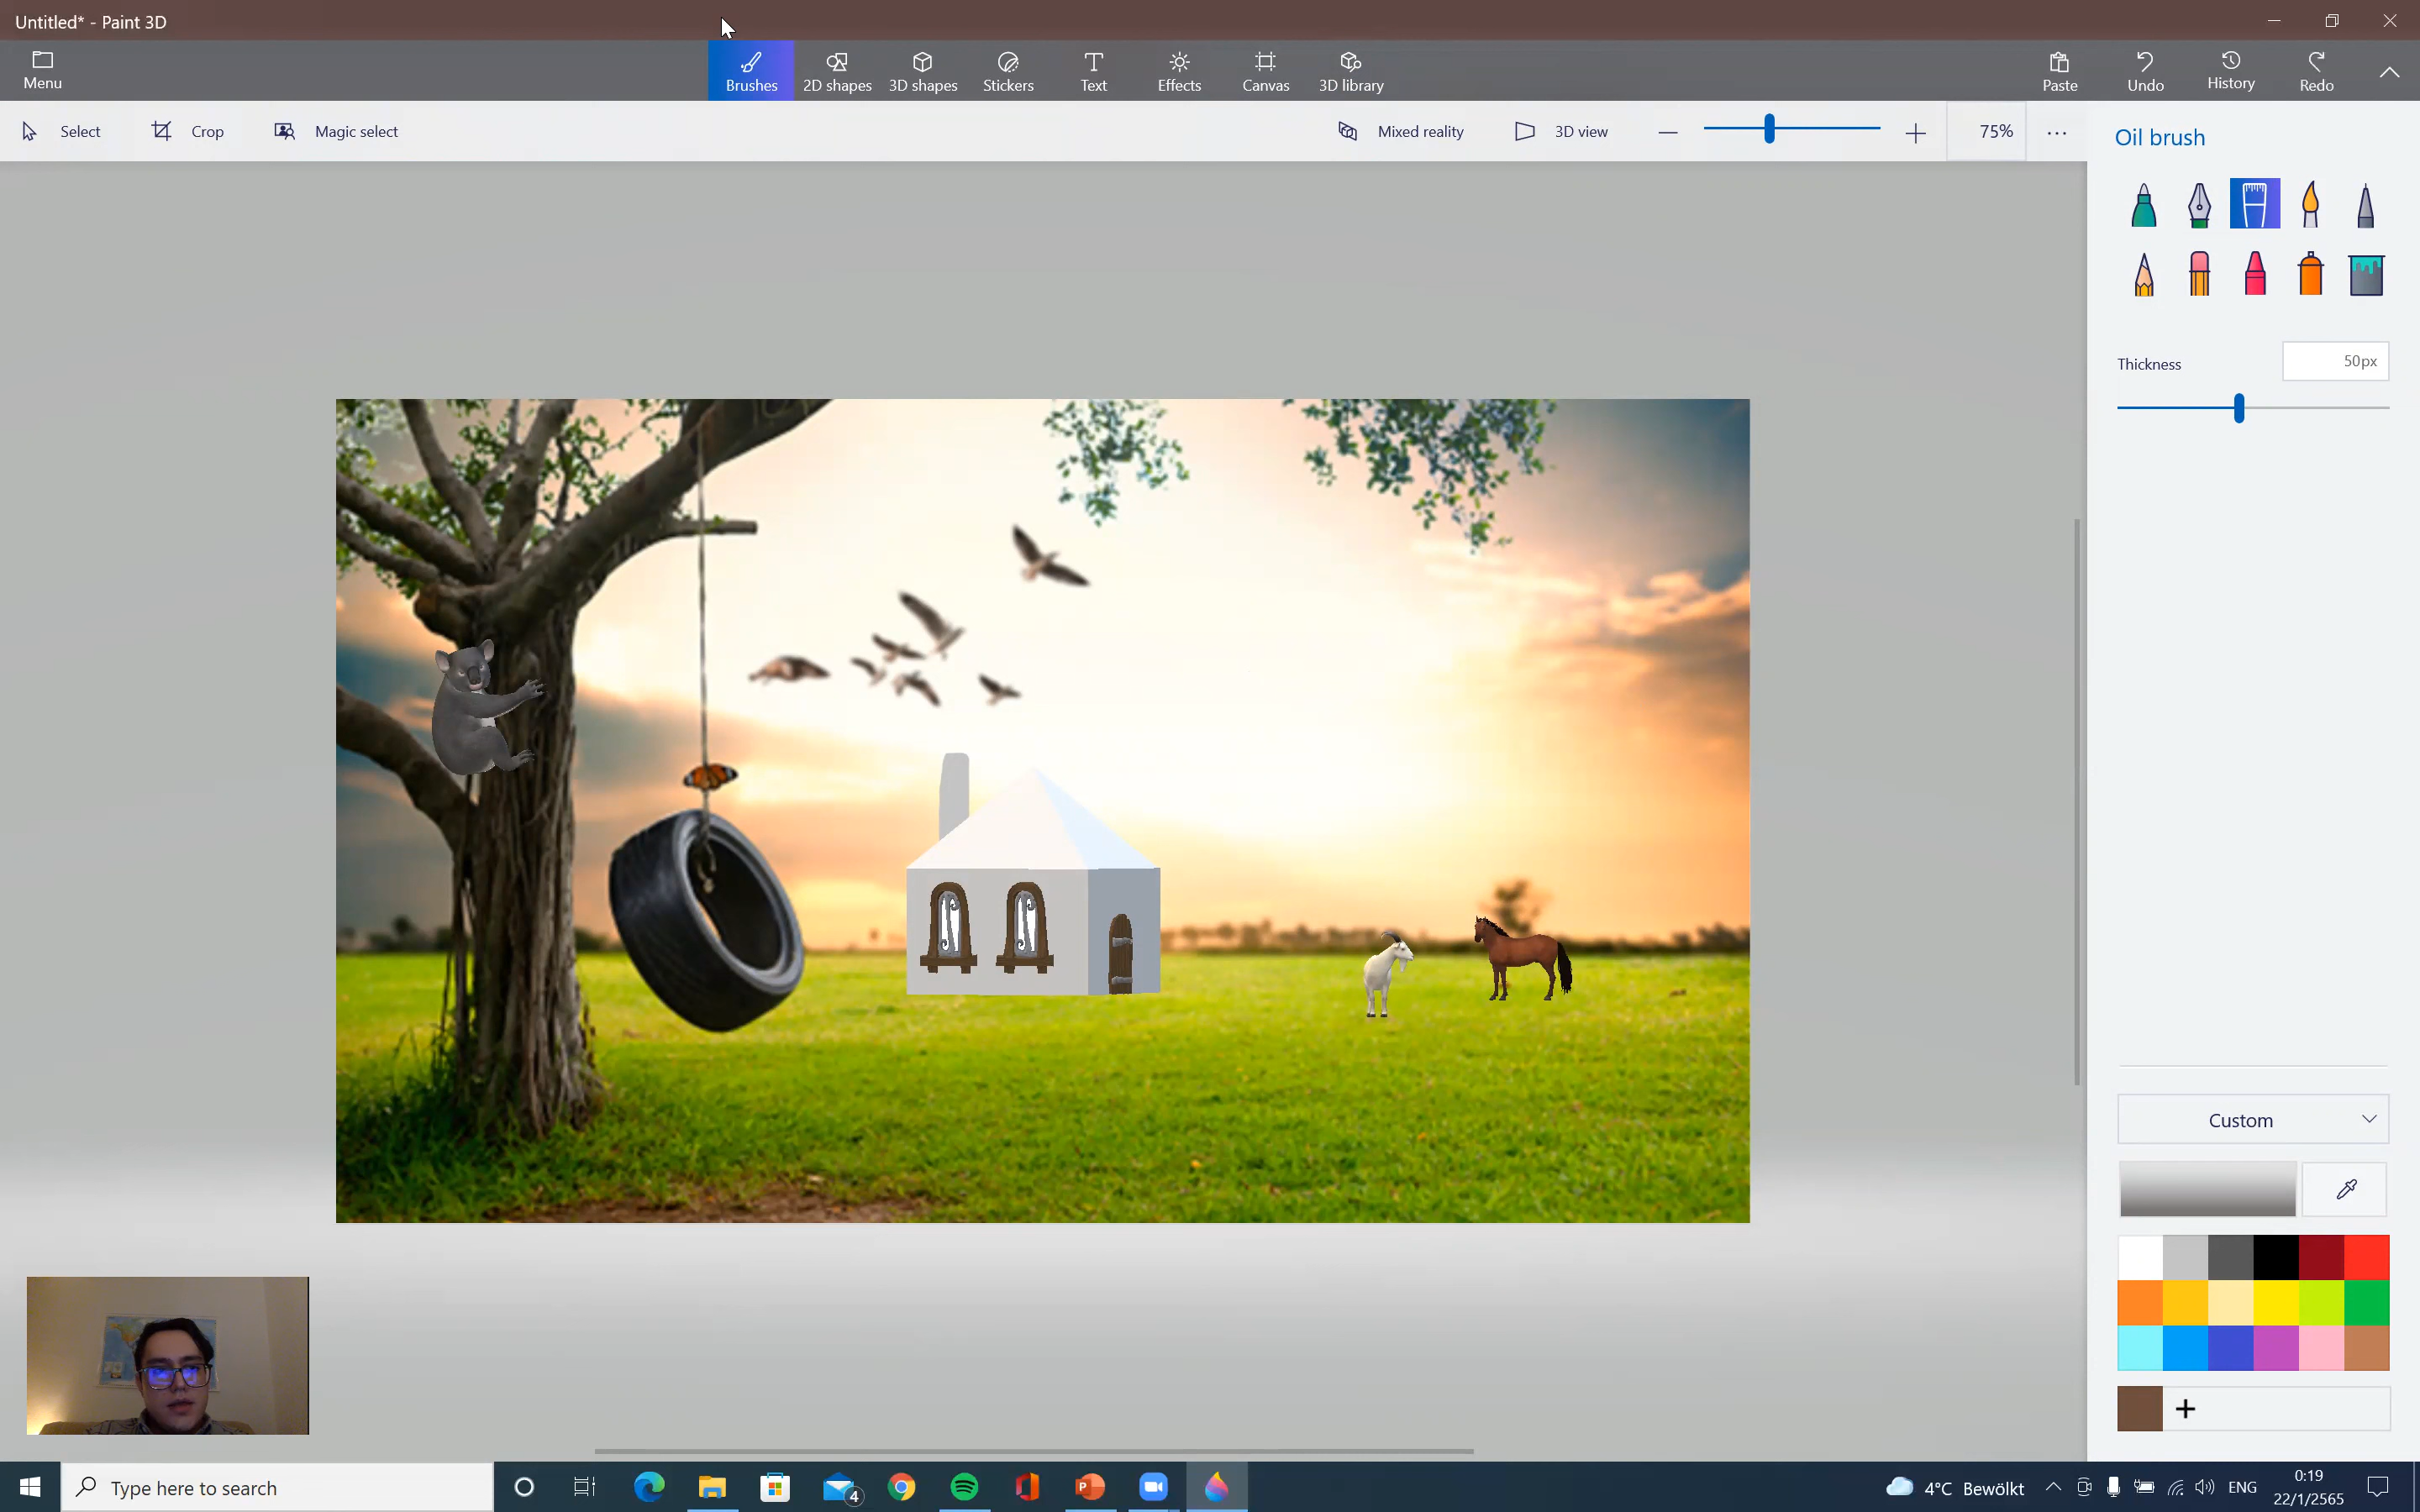 Untitled* - Paint 3D
Menu
Brushes
2D shapes
3D shapes
Stickers
Text
Effects
Canvas
3D library
Paste
Undo
History
Redo
Select
Crop
Magic select
Mixed reality
3D view
75%
Oil brush
Thickness
50px
Custom
Type here to search
4
4°C Bewölkt
ENG
0:19
22/1/2565